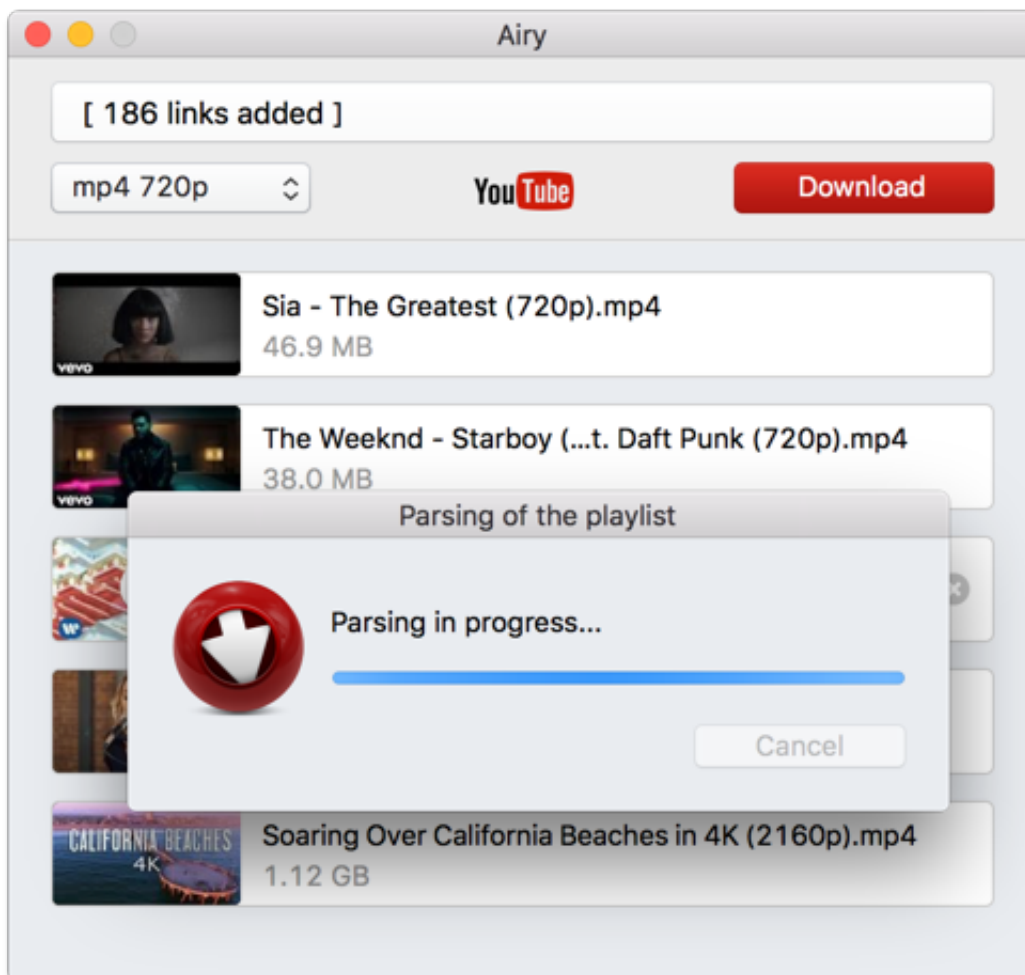 Airy
[ 186 links added ]
mp4 720p
YouTube
Download
Sia - The Greatest (720p).mp4
46.9 MB
vevo
The Weeknd - Starboy (...t. Daft Punk (720p).mp4
38.0 MB
vevo
Parsing of the playlist
W
Parsing in progress...
Cancel
CALIFORNIA BEACHES
4K
Soaring Over California Beaches in 4K (2160p).mp4
1.12 GB